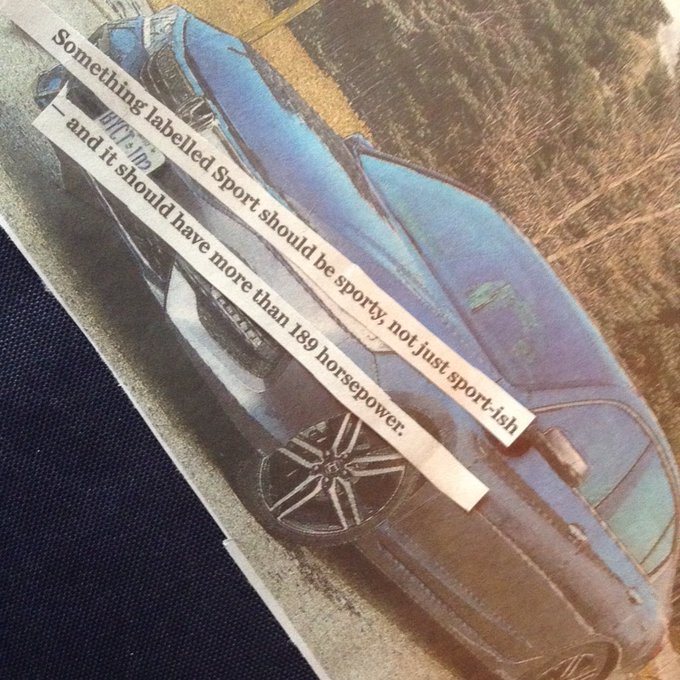 Something labelled Sport should be sporty, not just sport-ish
– and it should have more than 189 horsepower.